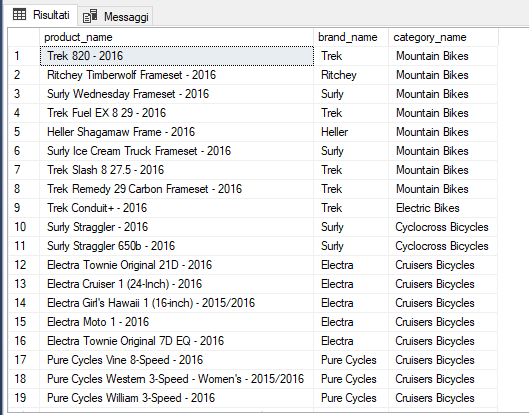 Risultati Messaggi
product_name brand_name category_name
1 Trek 820 - 2016 Trek Mountain Bikes
2 Ritchey Timberwolf Frameset - 2016 Ritchey Mountain Bikes
3 Surly Wednesday Frameset - 2016 Surly Mountain Bikes
4 Trek Fuel EX 8 29 - 2016 Trek Mountain Bikes
5 Heller Shagamaw Frame - 2016 Heller Mountain Bikes
6 Surly Ice Cream Truck Frameset - 2016 Surly Mountain Bikes
7 Trek Slash 8 27.5 - 2016 Trek Mountain Bikes
8 Trek Remedy 29 Carbon Frameset - 2016 Trek Mountain Bikes
9 Trek Conduit+ - 2016 Trek Electric Bikes
10 Surly Straggler - 2016 Surly Cyclocross Bicycles
11 Surly Straggler 650b - 2016 Surly Cyclocross Bicycles
12 Electra Townie Original 21D - 2016 Electra Cruisers Bicycles
13 Electra Cruiser 1 (24-Inch) - 2016 Electra Cruisers Bicycles
14 Electra Girl's Hawaii 1 (16-inch) - 2015/2016 Electra Cruisers Bicycles
15 Electra Moto 1 - 2016 Electra Cruisers Bicycles
16 Electra Townie Original 7D EQ - 2016 Electra Cruisers Bicycles
17 Pure Cycles Vine 8-Speed - 2016 Pure Cycles Cruisers Bicycles
18 Pure Cycles Western 3-Speed - Women's - 2015/2016 Pure Cycles Cruisers Bicycles
19 Pure Cycles William 3-Speed - 2016 Pure Cycles Cruisers Bicycles